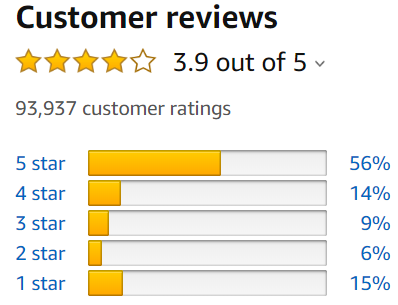 Customer reviews
3.9 out of 5
93,937 customer ratings
5 star 56%
4 star 14%
3 star 9%
2 star 6%
1 star 15%